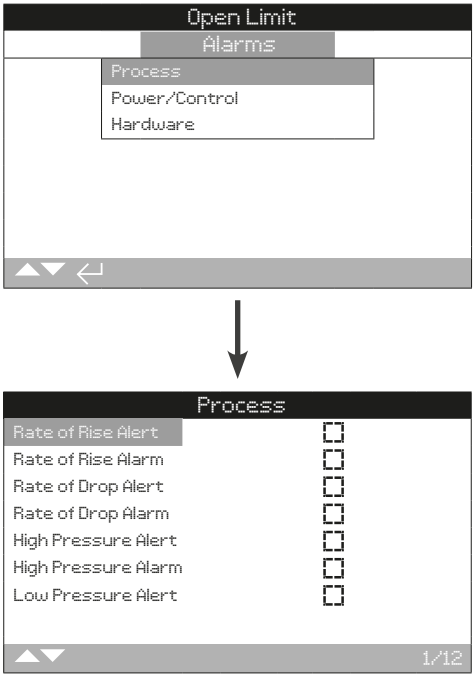 Open Limit
Alarms
Process
Power/Control
Hardware
Process
Rate of Rise Alert
Rate of Rise Alarm
Rate of Drop Alert
Rate of Drop Alarm
High Pressure Alert
High Pressure Alarm
Low Pressure Alert
1/12